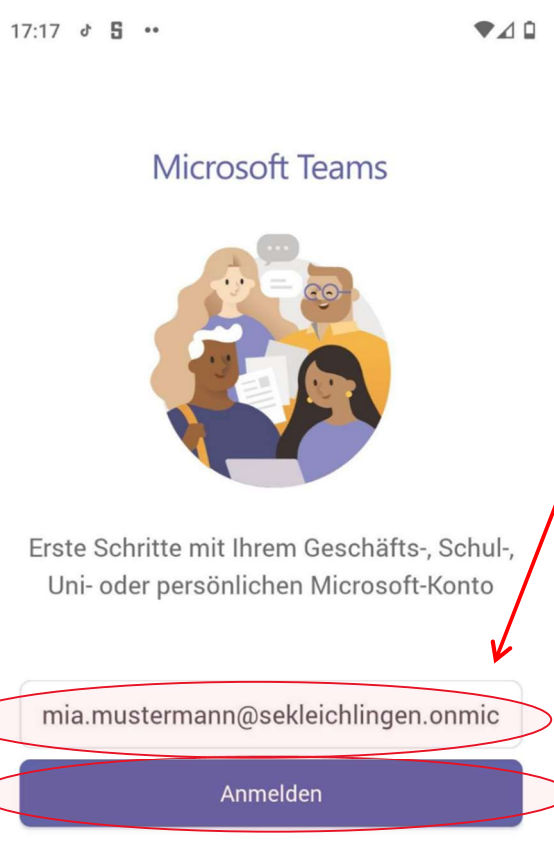 17:17
Microsoft Teams
Erste Schritte mit Ihrem Geschäfts-, Schul-,
Uni- oder persönlichen Microsoft-Konto
mia.mustermann@sekleichlingen.onmic
Anmelden